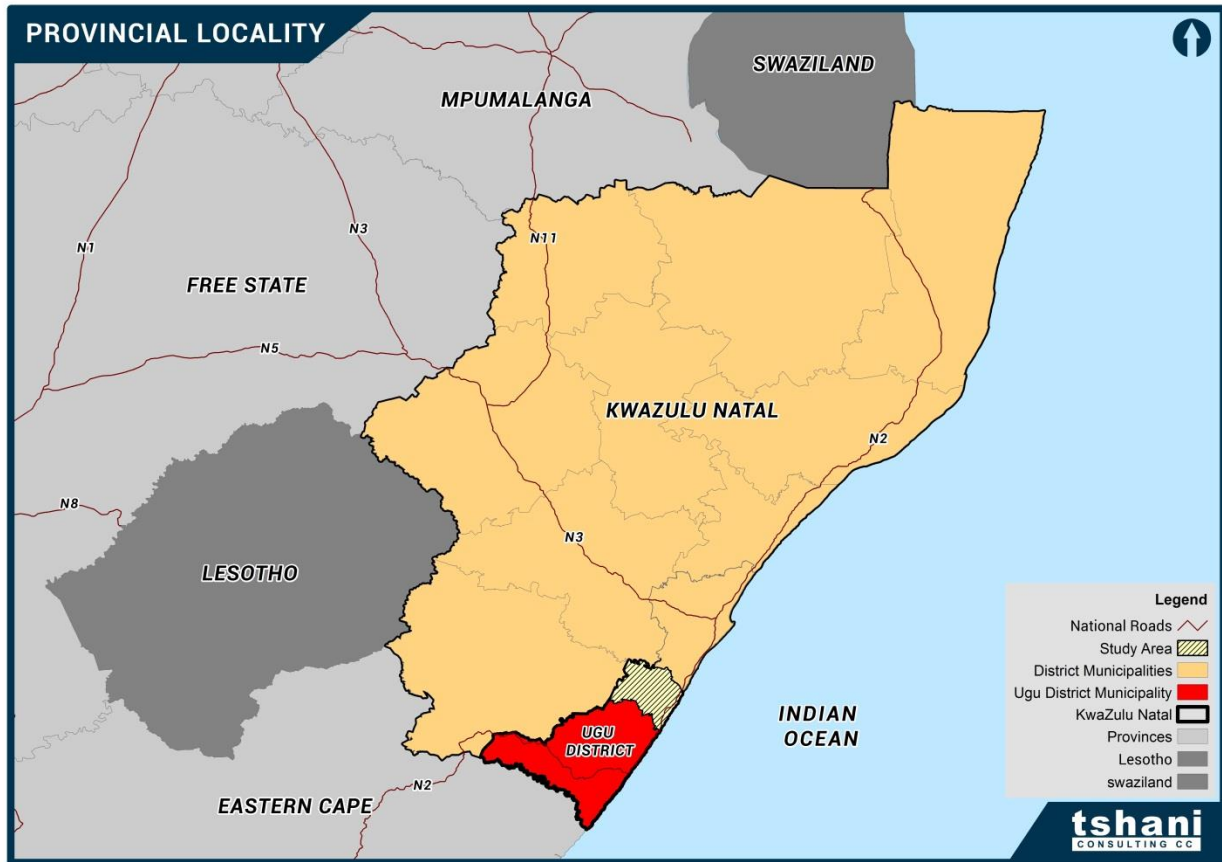 PROVINCIAL LOCALITY
SWAZILAND
MPUMALANGA
N1
N3
N11
FREE STATE
N5
KWAZULU NATAL
N2
N8
N3
LESOTHO
Legend
National Roads
Study Area
District Municipalities
Ugu District Municipality
KwaZulu Natal
Provinces
Lesotho
swaziland
INDIAN
OCEAN
UGU
DISTRICT
N2
EASTERN CAPE
tshani
CONSULTING CC